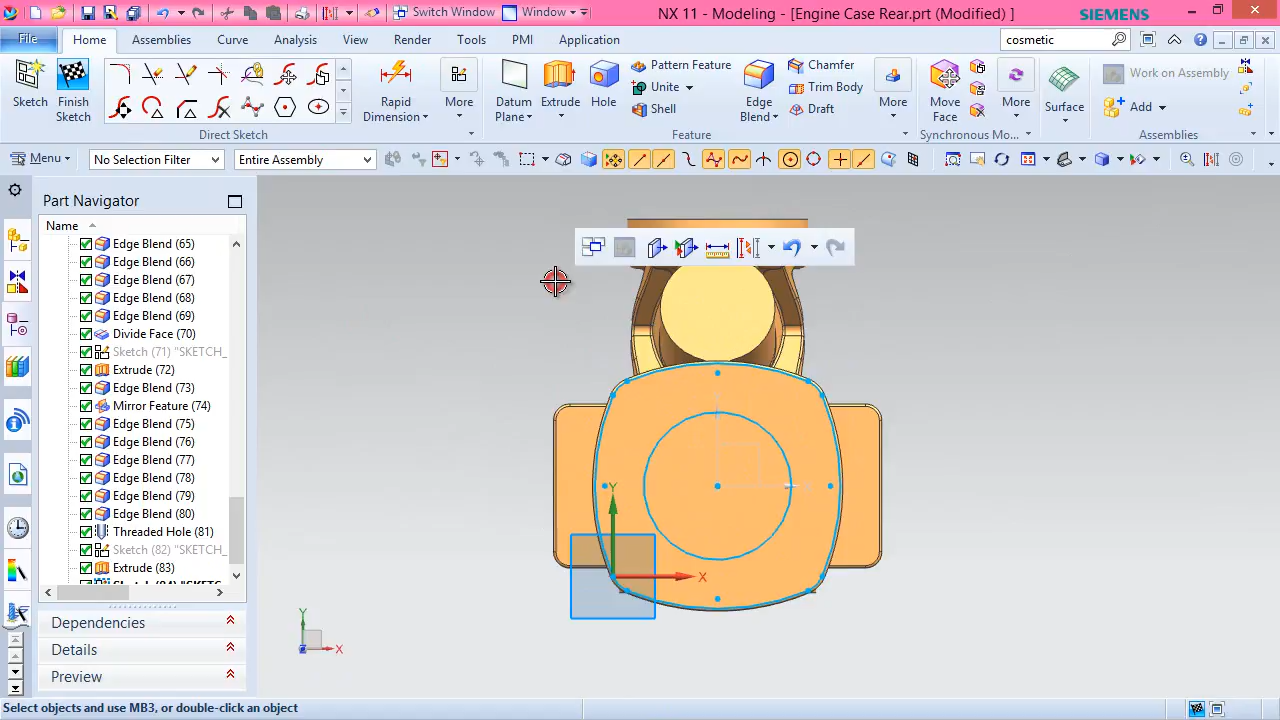 Switch Window Window NX 11 - Modeling - [Engine Case Rear.prt (Modified) ] SIEMENS
File Home Assemblies Curve Analysis View Render Tools PMI Application cosmetic
Sketch Finish Sketch Rapid Dimension More Datum Plane Extrude Hole Pattern Feature Unite Shell Edge Blend Chamfer Trim Body Draft More Move Face More Surface Work on Assembly Add
Direct Sketch Feature Synchronous Mo... Assemblies
Menu No Selection Filter Entire Assembly
Part Navigator
Name
Edge Blend (65)
Edge Blend (66)
Edge Blend (67)
Edge Blend (68)
Edge Blend (69)
Divide Face (70)
Sketch (71) "SKETCH_
Extrude (72)
Edge Blend (73)
Mirror Feature (74)
Edge Blend (75)
Edge Blend (76)
Edge Blend (77)
Edge Blend (78)
Edge Blend (79)
Edge Blend (80)
Threaded Hole (81)
Sketch (82) "SKETCH_
Extrude (83)
Sketch (84) "SKETC
Dependencies
Details
Preview
Y
X
Y
X
Select objects and use MB3, or double-click an object